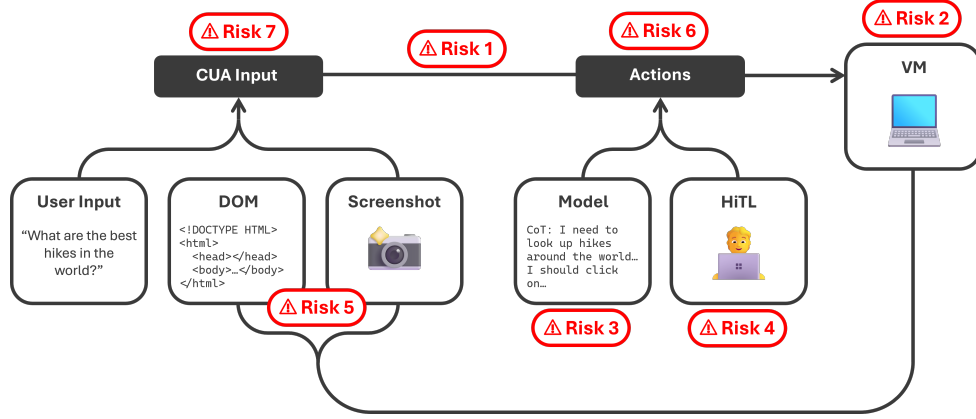 ⚠ Risk 7
⚠ Risk 1
⚠ Risk 6
⚠ Risk 2
CUA Input
Actions
VM
User Input
“What are the best
hikes in the
world?”
DOM
<!DOCTYPE HTML>
<html>
<head></head>
<body>…</body>
</html>
Screenshot
⚠ Risk 5
Model
CoT: I need to
look up hikes
around the world…
I should click
on…
⚠ Risk 3
HiTL
⚠ Risk 4